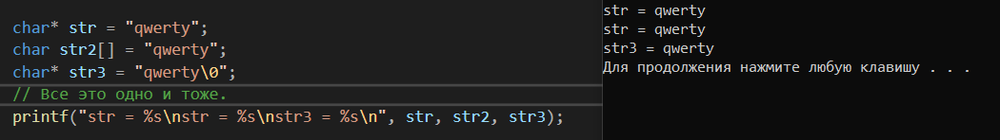 char* str = "qwerty";
char str2[] = "qwerty";
char* str3 = "qwerty\0";
// Все это одно и тоже.
printf("str = %s\nstr = %s\nstr3 = %s\n", str, str2, str3);
str = qwerty
str = qwerty
str3 = qwerty
Для продолжения нажмите любую клавишу . . .